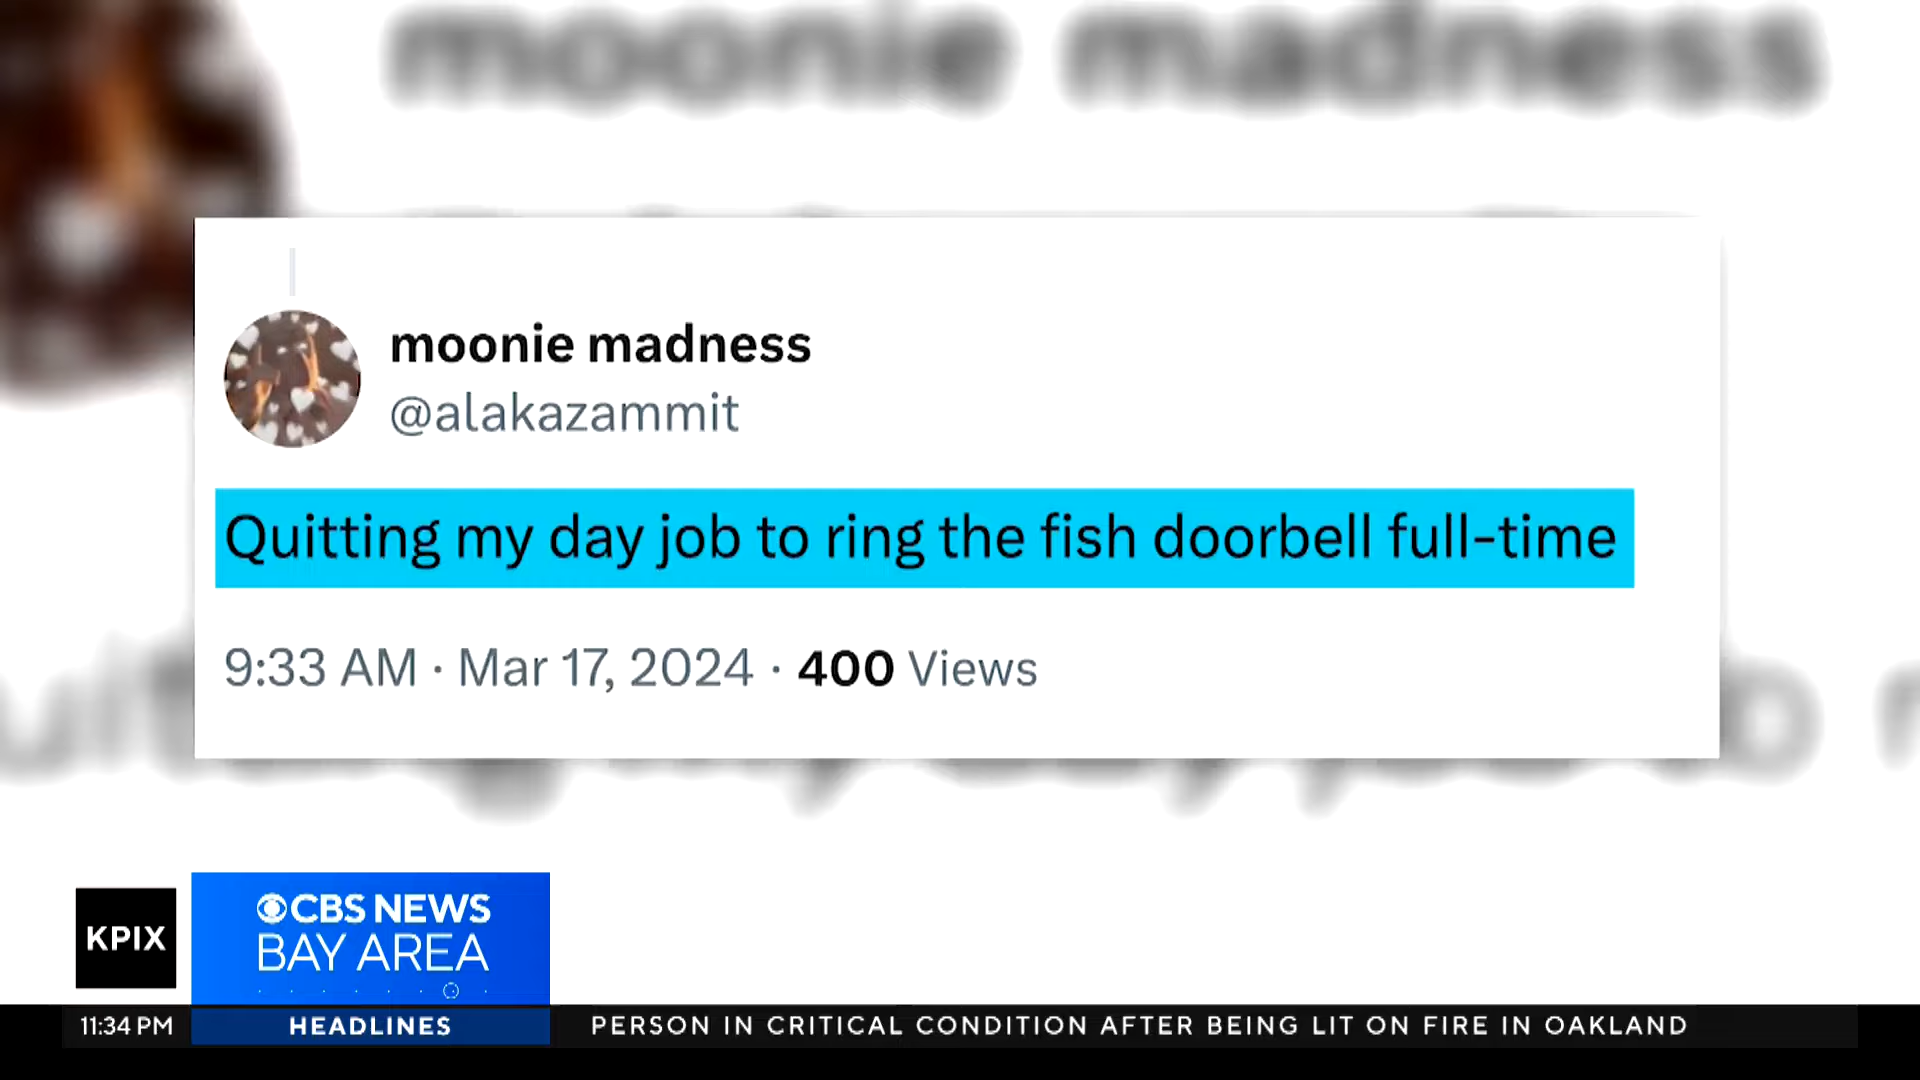 moonie madness
moonie madness
@alakazammit
Quitting my day job to ring the fish doorbell full-time
9:33 AM · Mar 17, 2024 · 400 Views
KPIX
CBS NEWS
BAY AREA
11:34 PM
HEADLINES
PERSON IN CRITICAL CONDITION AFTER BEING LIT ON FIRE IN OAKLAND